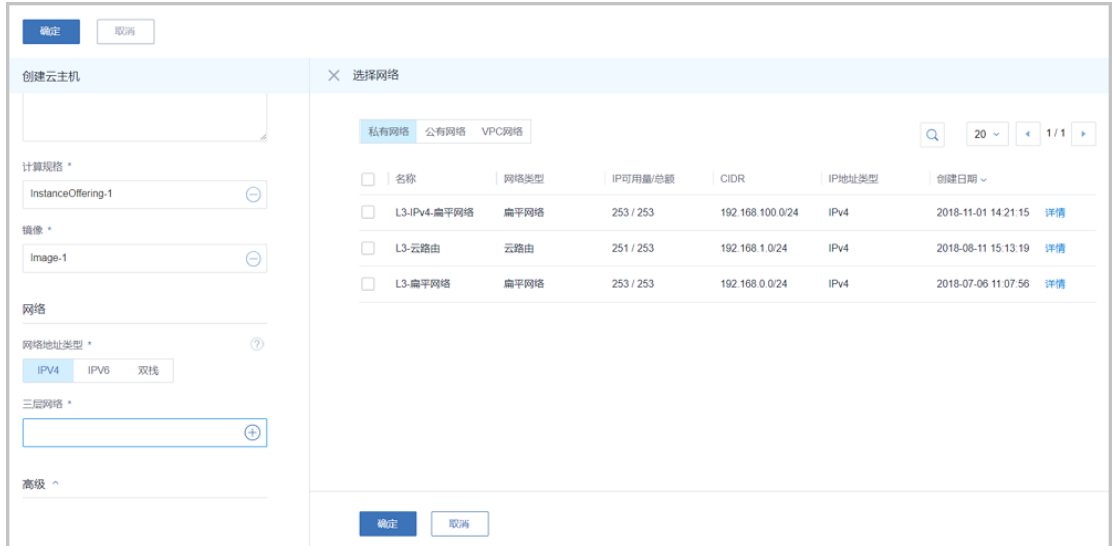 确定 取消
创建云主机
计算规格 *
InstanceOffering-1
镜像 *
Image-1
网络
网络地址类型 * ?
IPV4 IPV6 双栈
三层网络 *
高级
选择网络
私有网络 公有网络 VPC网络 20 1 / 1
名称 网络类型 IP可用量/总额 CIDR IP地址类型 创建日期
L3-IPv4-扁平网络 扁平网络 253 / 253 192.168.100.0/24 IPv4 2018-11-01 14:21:15 详情
L3-云路由 云路由 251 / 253 192.168.1.0/24 IPv4 2018-08-11 15:13:19 详情
L3-扁平网络 扁平网络 253 / 253 192.168.0.0/24 IPv4 2018-07-06 11:07:56 详情
确定 取消